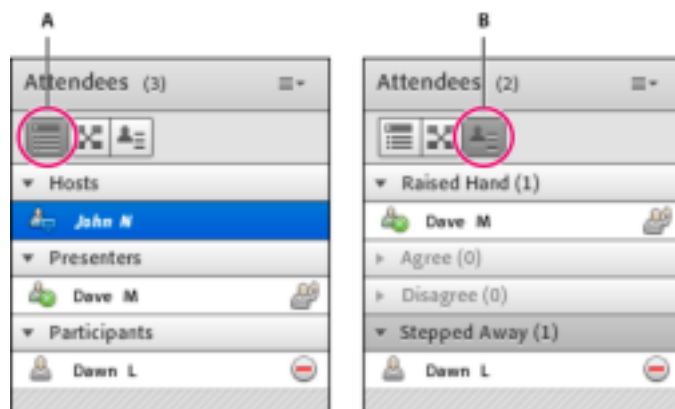 A
B
Attendees (3)
Hosts
John N
Presenters
Dave M
Participants
Dawn L
Attendees (2)
Raised Hand (1)
Dave M
Agree (0)
Disagree (0)
Stepped Away (1)
Dawn L